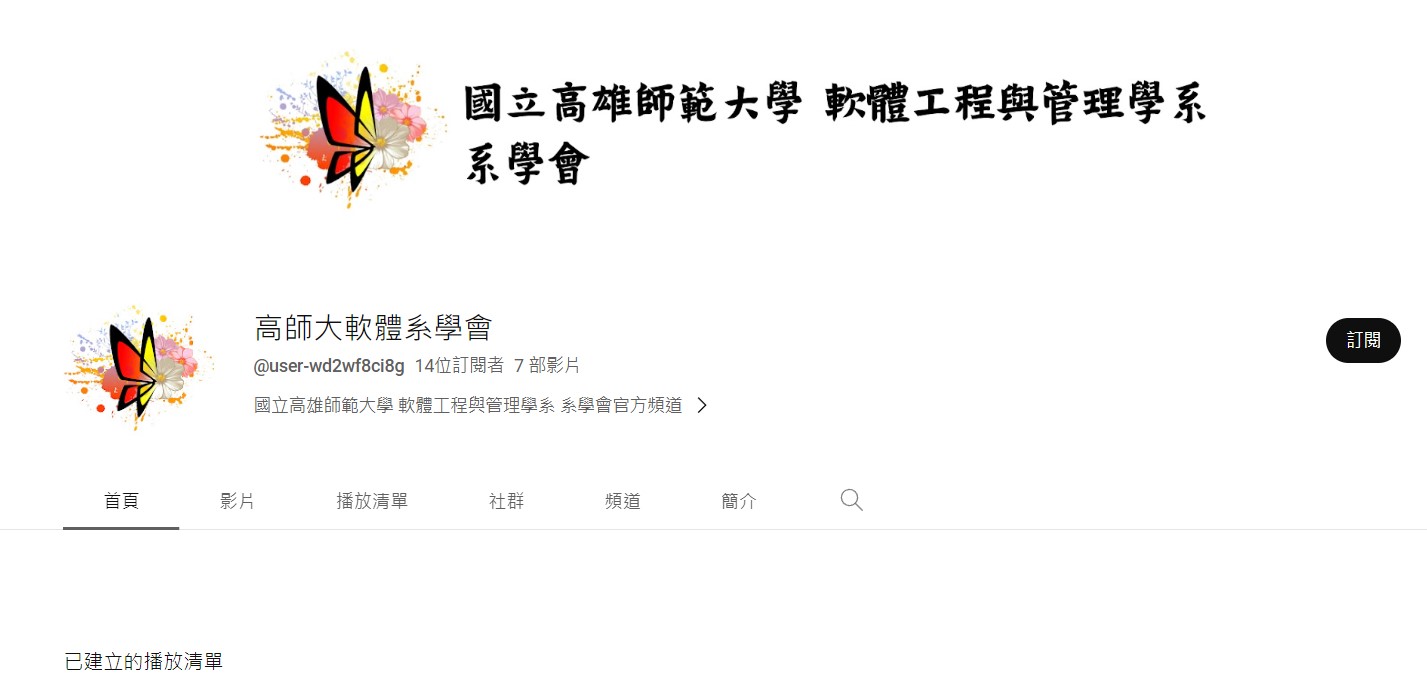 國立高雄師範大學 軟體工程與管理學系
系學會
高師大軟體系學會
@user-wd2wf8ci8g 14位訂閱者 7 部影片
訂閱
國立高雄師範大學 軟體工程與管理學系 系學會官方頻道
首頁 影片 播放清單 社群 頻道 簡介
已建立的播放清單